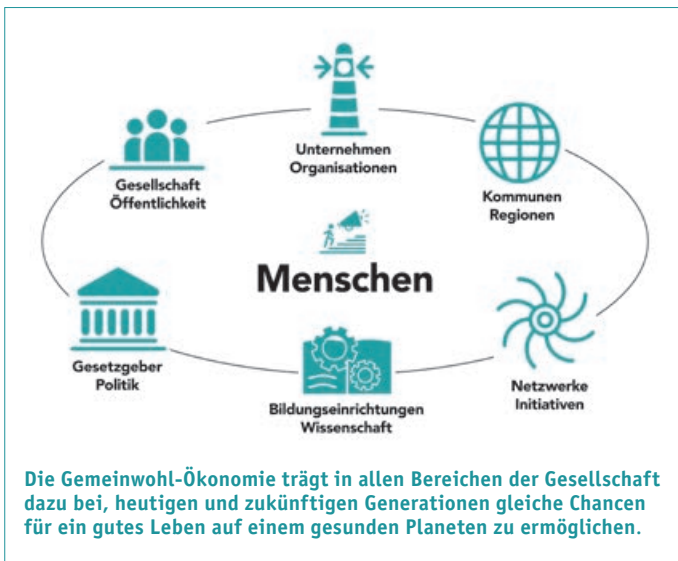 Unternehmen
Organisationen
Gesellschaft
Öffentlichkeit
Kommunen
Regionen
Menschen
Gesetzgeber
Politik
Netzwerke
Initiativen
Bildungseinrichtungen
Wissenschaft
Die Gemeinwohl-Ökonomie trägt in allen Bereichen der Gesellschaft
dazu bei, heutigen und zukünftigen Generationen gleiche Chancen
für ein gutes Leben auf einem gesunden Planeten zu ermöglichen.